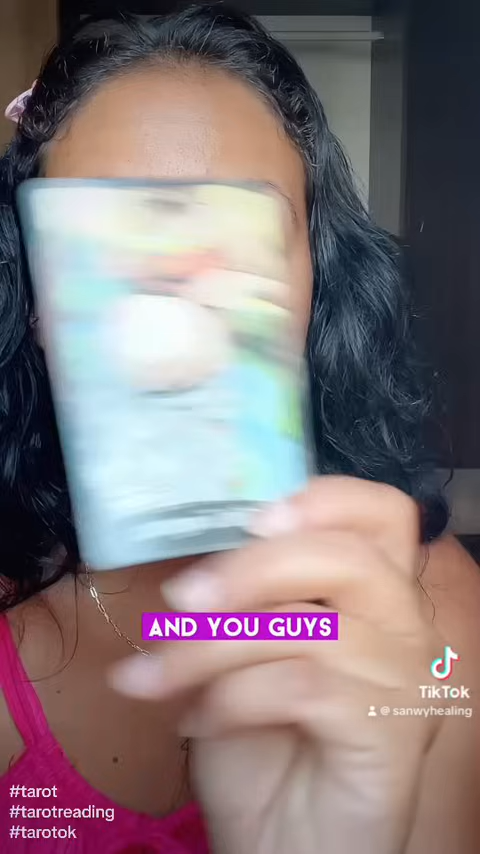 AND YOU GUYS
TikTok
@ sanwyhealing
#tarot
#tarotreading
#tarotok